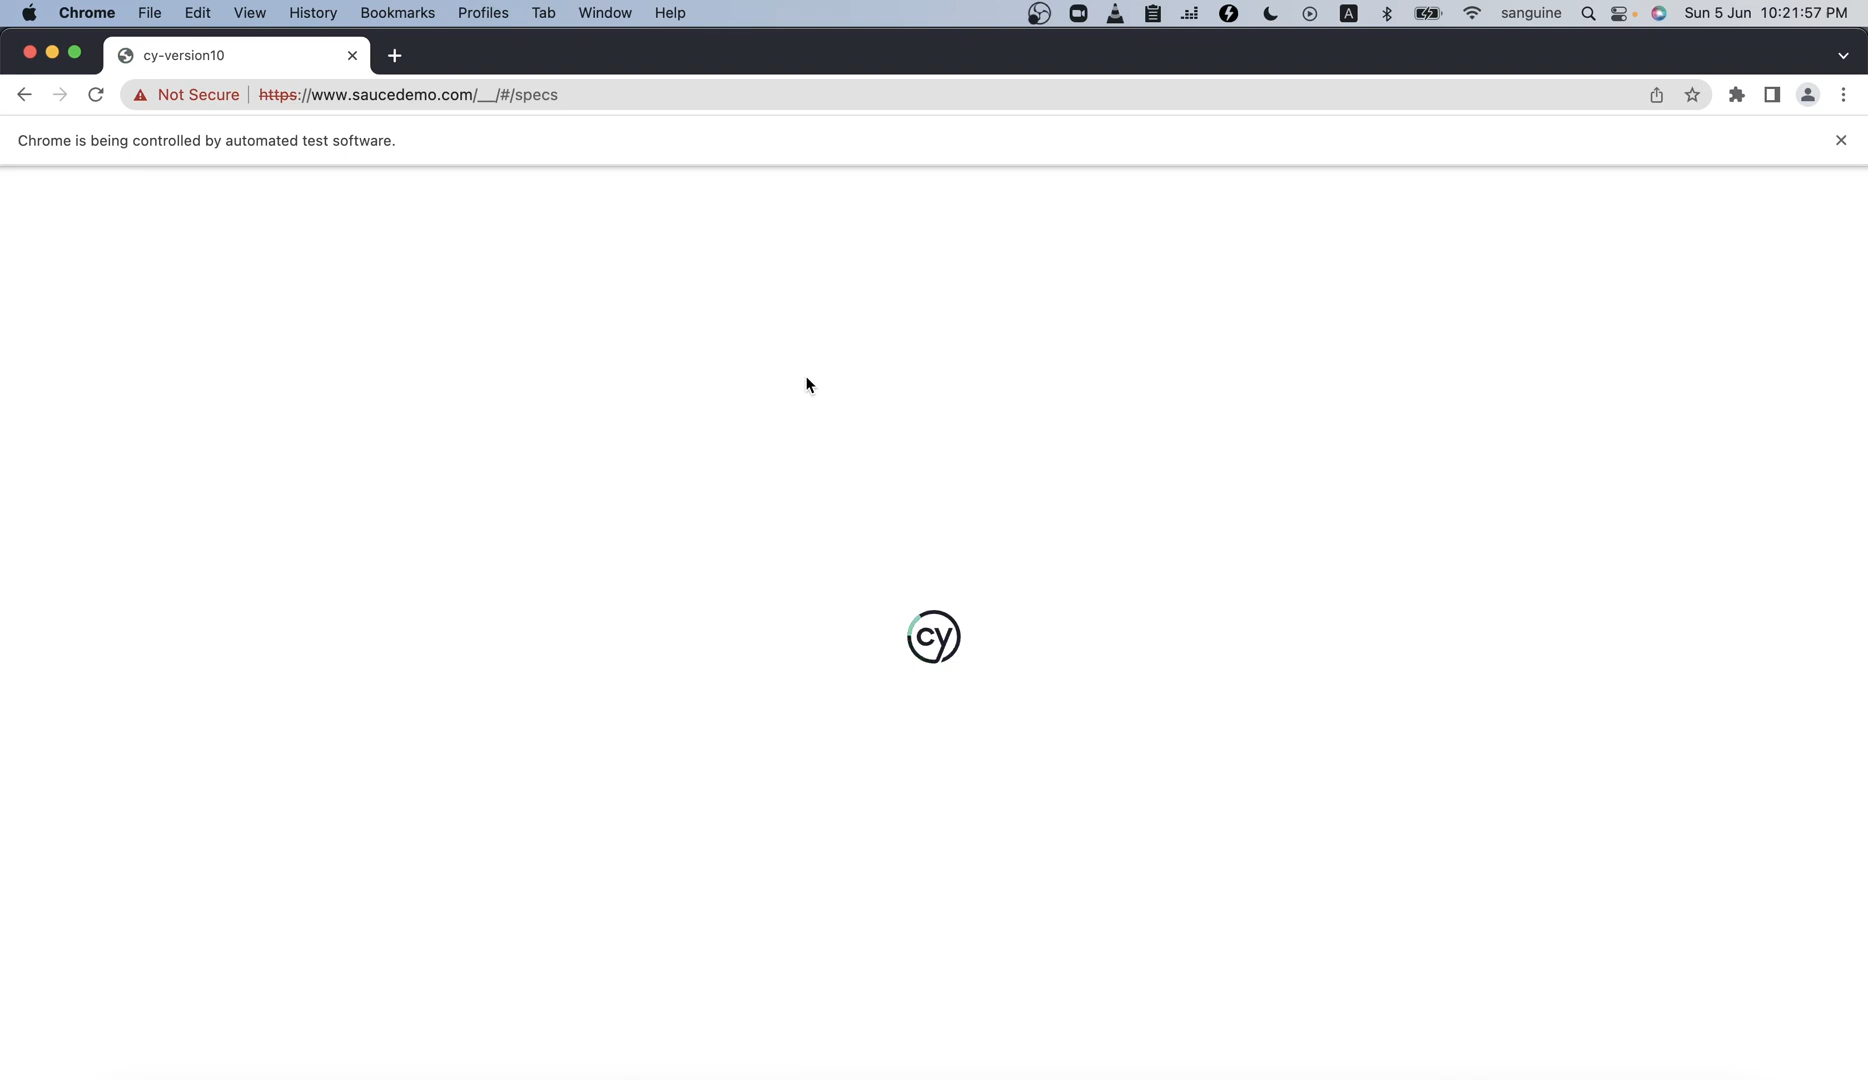 Chrome File Edit View History Bookmarks Profiles Tab Window Help A sanguine Sun 5 Jun 10:21:57 PM
cy-version10
Not Secure https://www.saucedemo.com/__/#/specs
Chrome is being controlled by automated test software.
cy